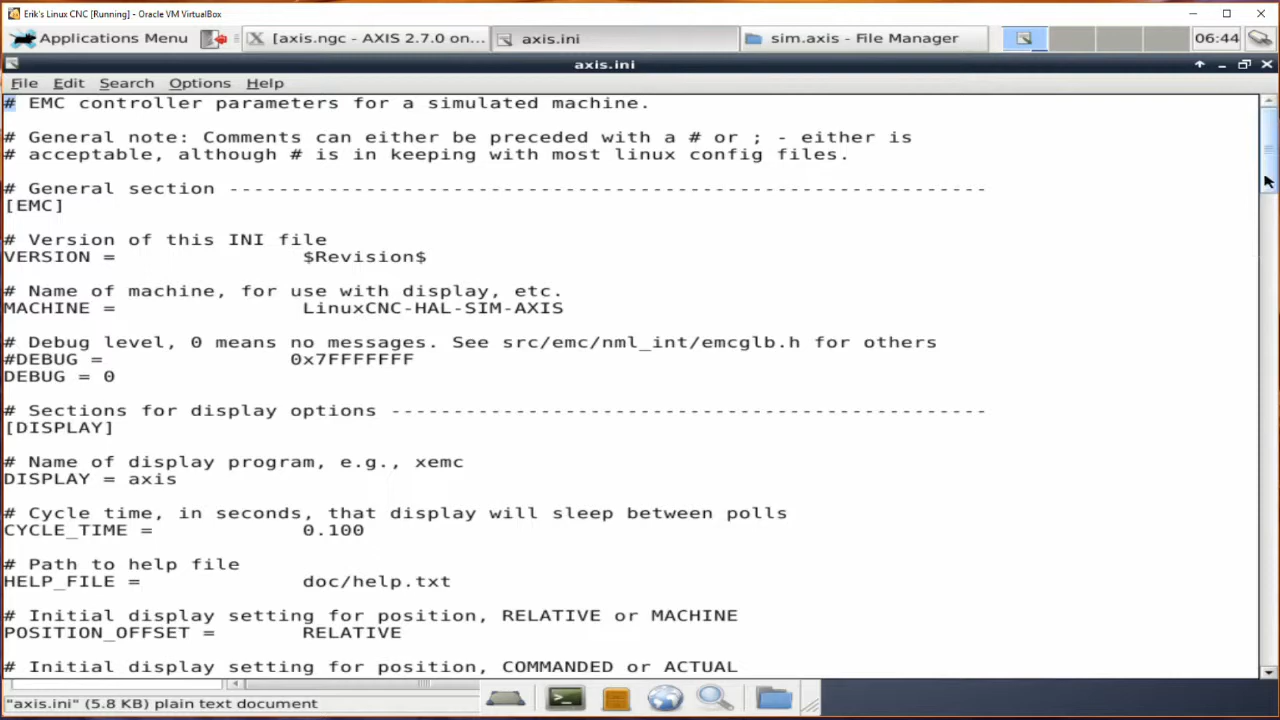 Erik's Linux CNC [Running] - Oracle VM VirtualBox
Applications Menu
[axis.ngc - AXIS 2.7.0 on...
axis.ini
sim.axis - File Manager
06:44
axis.ini
File Edit Search Options Help
# EMC controller parameters for a simulated machine.
# General note: Comments can either be preceded with a # or ; - either is
# acceptable, although # is in keeping with most linux config files.
# General section -------------------------------------------------------------
[EMC]
# Version of this INI file
VERSION = $Revision$
# Name of machine, for use with display, etc.
MACHINE = LinuxCNC-HAL-SIM-AXIS
# Debug level, 0 means no messages. See src/emc/nml_int/emcglb.h for others
#DEBUG = 0x7FFFFFFF
DEBUG = 0
# Sections for display options ------------------------------------------------
[DISPLAY]
# Name of display program, e.g., xemc
DISPLAY = axis
# Cycle time, in seconds, that display will sleep between polls
CYCLE_TIME = 0.100
# Path to help file
HELP_FILE = doc/help.txt
# Initial display setting for position, RELATIVE or MACHINE
POSITION_OFFSET = RELATIVE
# Initial display setting for position, COMMANDED or ACTUAL
"axis.ini" (5.8 KB) plain text document